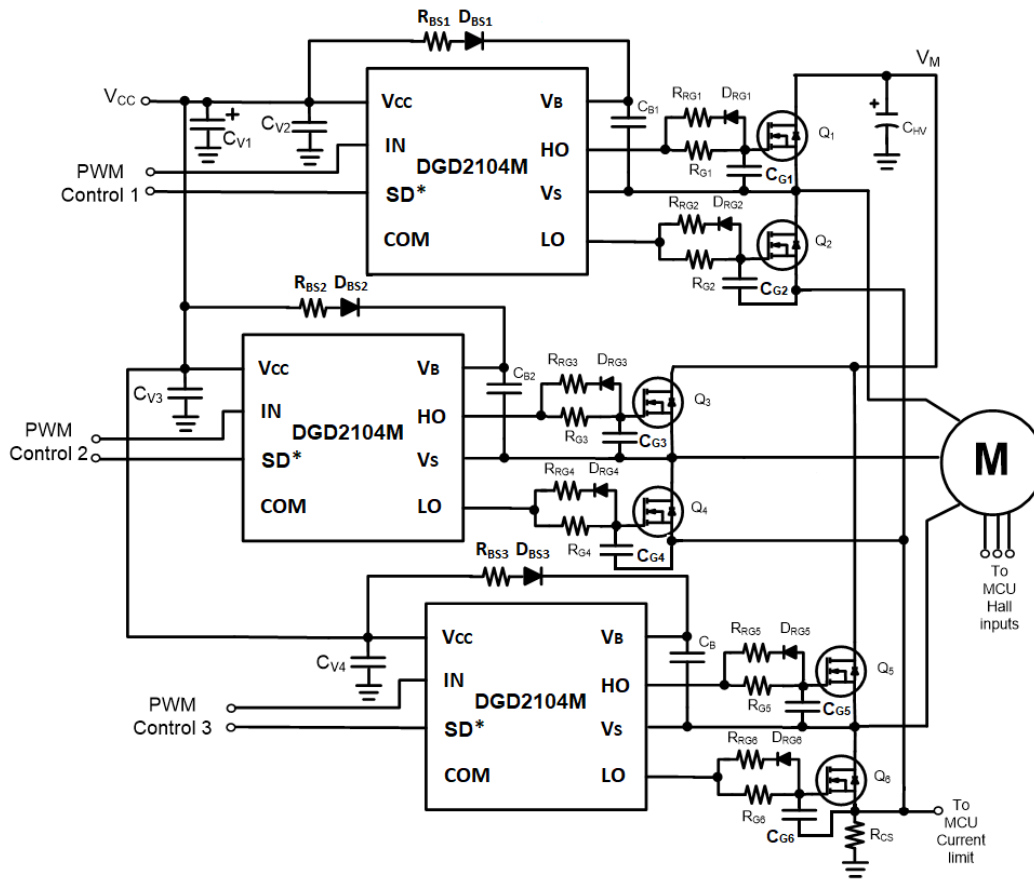 RBS1 DBS1
VM
VCC
CV1
CV2
VCC
IN
SD*
COM
DGD2104M
VB
HO
VS
LO
CB1
RRG1 DRG1
RG1
CG1
Q1
CHV
+
+
PWM
Control 1
RRG2 DRG2
RG2
CG2
Q2
RBS2 DBS2
CV3
VCC
IN
SD*
COM
DGD2104M
VB
HO
VS
LO
CB2
RRG3 DRG3
RG3
CG3
Q3
PWM
Control 2
RRG4 DRG4
RG4
CG4
Q4
M
To
MCU
Hall
inputs
RBS3 DBS3
CV4
VCC
IN
SD*
COM
DGD2104M
VB
HO
VS
LO
CB
RRG5 DRG5
RG5
CG5
Q5
PWM
Control 3
RRG6 DRG6
RG6
CG6
Q6
RCS
To
MCU
Current
limit